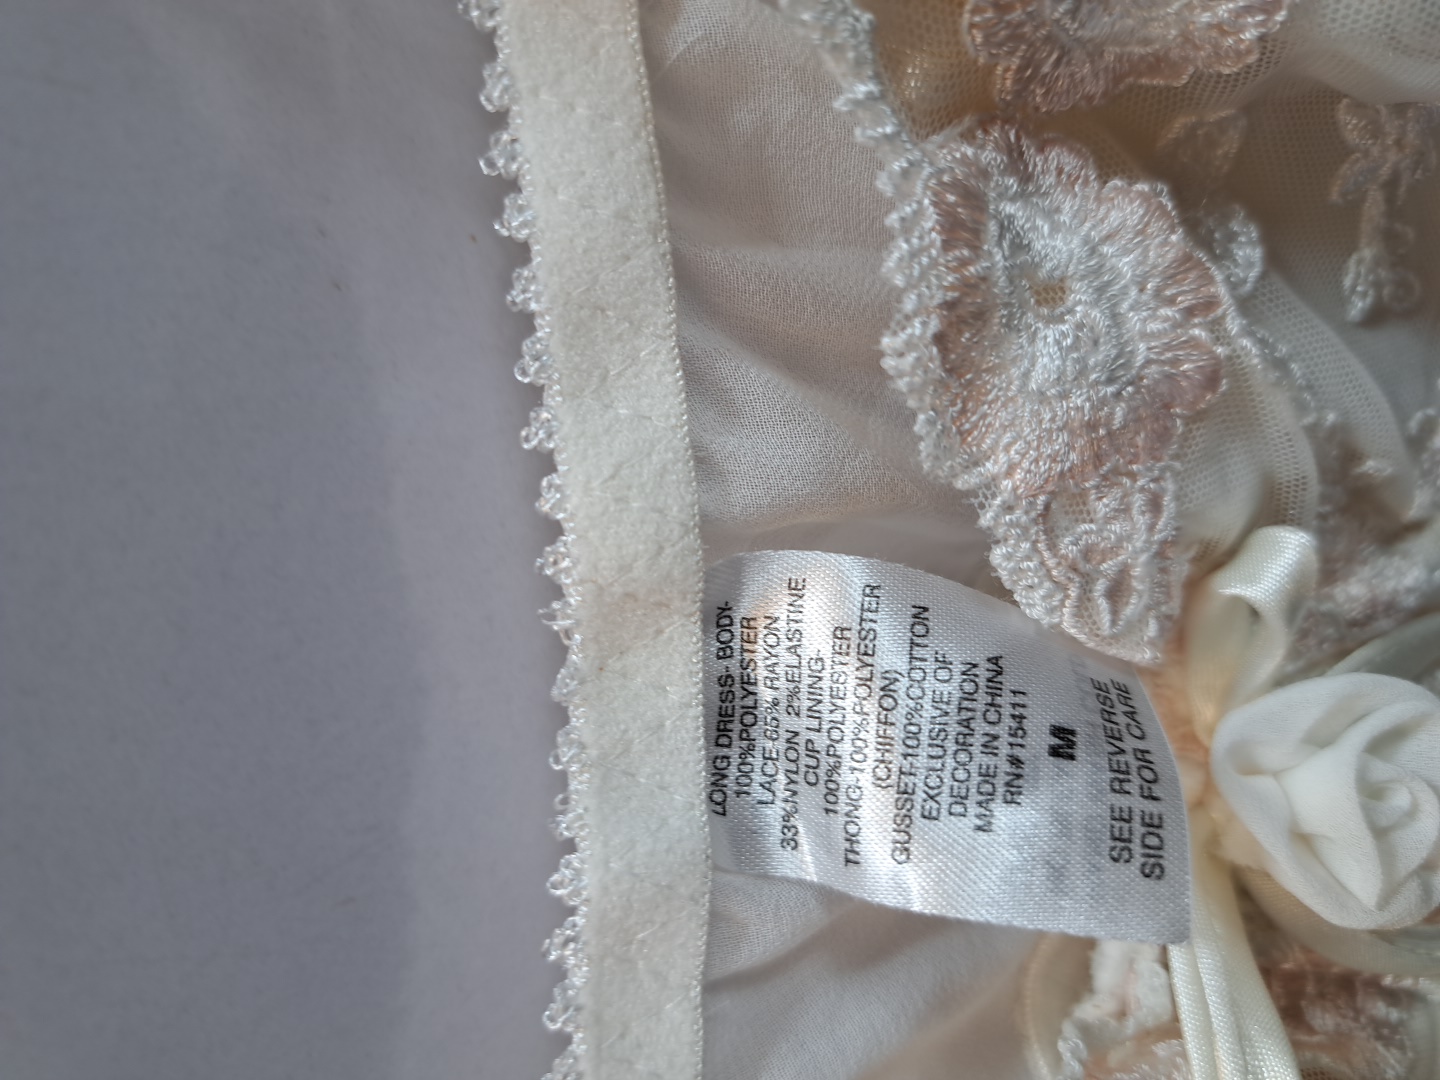 LONG DRESS- BODY-
100%POLYESTER
LACE-65% RAYON
33%NYLON 2%ELASTINE
CUP LINING-
100%POLYESTER
THONG-100%POLYESTER
(CHIFFON)
GUSSET-100%COTTON
EXCLUSIVE OF
DECORATION
MADE IN CHINA
RN#15411
M
SEE REVERSE
SIDE FOR CARE